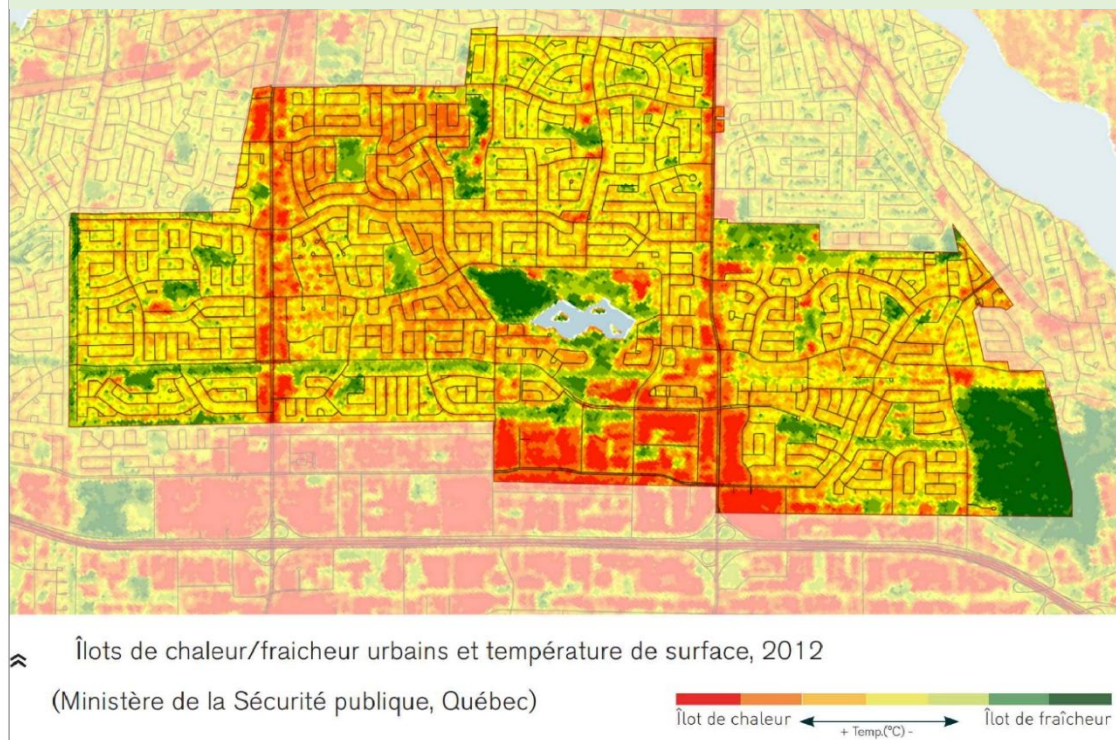 Îlots de chaleur/fraicheur urbains et température de surface, 2012
(Ministère de la Sécurité publique, Québec)
Îlot de chaleur
Îlot de fraîcheur
+ Temp.(°C) -